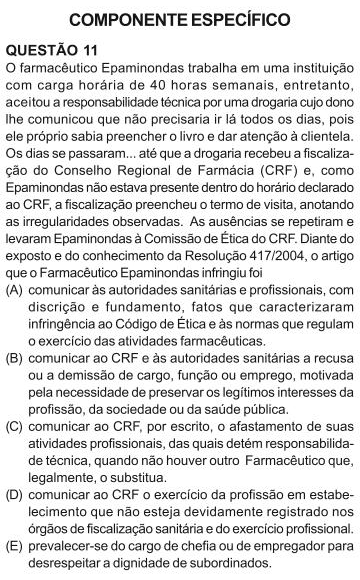 COMPONENTE ESPECÍFICO
QUESTÃO 11
O farmacêutico Epaminondas trabalha em uma instituição
com carga horária de 40 horas semanais, entretanto,
aceitou a responsabilidade técnica por uma drogaria cujo dono
lhe comunicou que não precisaria ir lá todos os dias, pois
ele próprio sabia preencher o livro e dar atenção à clientela.
Os dias se passaram... até que a drogaria recebeu a fiscaliza-
ção do Conselho Regional de Farmácia (CRF) e, como
Epaminondas não estava presente dentro do horário declarado
ao CRF, a fiscalização preencheu o termo de visita, anotando
as irregularidades observadas. As ausências se repetiram e
levaram Epaminondas à Comissão de Ética do CRF. Diante do
exposto e do conhecimento da Resolução 417/2004, o artigo
que o Farmacêutico Epaminondas infringiu foi
(A) comunicar às autoridades sanitárias e profissionais, com
discrição e fundamento, fatos que caracterizaram
infringência ao Código de Ética e às normas que regulam
o exercício das atividades farmacêuticas.
(B) comunicar ao CRF e às autoridades sanitárias a recusa
ou a demissão de cargo, função ou emprego, motivada
pela necessidade de preservar os legítimos interesses da
profissão, da sociedade ou da saúde pública.
(C) comunicar ao CRF, por escrito, o afastamento de suas
atividades profissionais, das quais detém responsabilida-
de técnica, quando não houver outro Farmacêutico que,
legalmente, o substitua.
(D) comunicar ao CRF o exercício da profissão em estabe-
lecimento que não esteja devidamente registrado nos
órgãos de fiscalização sanitária e do exercício profissional.
(E) prevalecer-se do cargo de chefia ou de empregador para
desrespeitar a dignidade de subordinados.